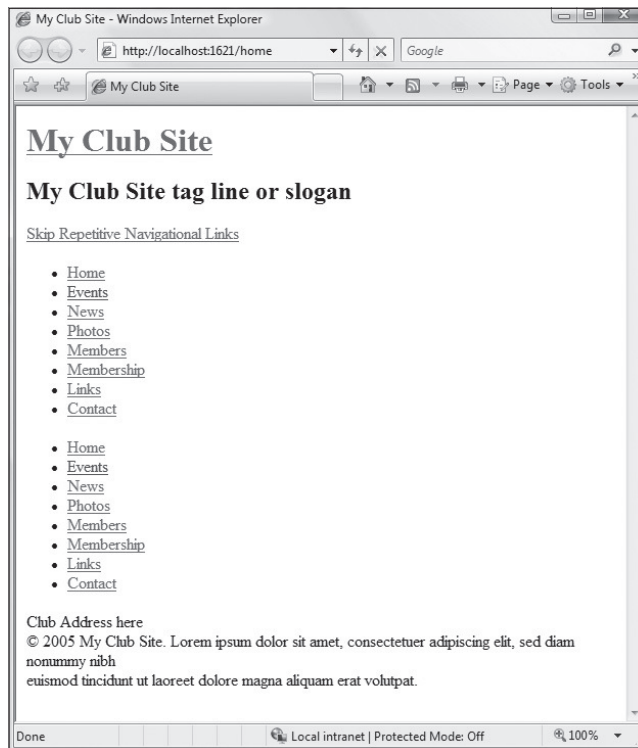 My Club Site - Windows Internet Explorer
http://localhost:1621/home
Google
My Club Site
Page
Tools
My Club Site
My Club Site tag line or slogan
Skip Repetitive Navigational Links
Home
Events
News
Photos
Members
Membership
Links
Contact
Home
Events
News
Photos
Members
Membership
Links
Contact
Club Address here
© 2005 My Club Site. Lorem ipsum dolor sit amet, consectetuer adipiscing elit, sed diam
nonummy nibh
euismod tincidunt ut laoreet dolore magna aliquam erat volutpat.
Done
Local intranet | Protected Mode: Off
100%